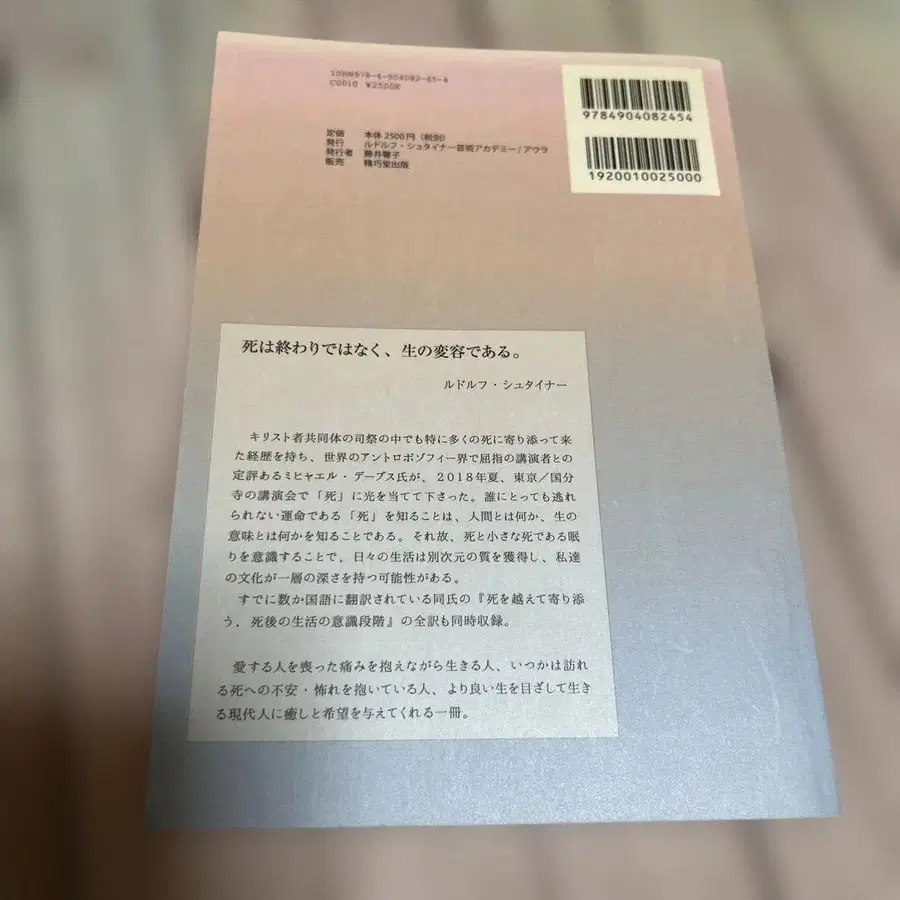 ISBN978-4-904082-45-4
C0010 ¥2500E
9784904082454
1920010025000
定価 本体2500円（税別）
発行 ルドルフ・シュタイナー芸術アカデミー / アウラ
発行者 藤井馨子
販売 精巧堂出版
死は終わりではなく、生の変容である。
ルドルフ・シュタイナー
キリスト者共同体の司祭の中でも特に多くの死に寄り添って来
た経歴を持ち、世界のアントロポゾフィー界で屈指の講演者との
定評あるミヒャエル・デーブス氏が、２０１８年夏、東京／国分
寺の講演会で「死」に光を当てて下さった。誰にとっても逃れ
られない運命である「死」を知ることは、人間とは何か、生の
意味とは何かを知ることである。それ故、死と小さな死である眠
りを意識することで、日々の生活は別次元の質を獲得し、私達
の文化が一層の深さを持つ可能性がある。
すでに数か国語に翻訳されている同氏の『死を越えて寄り添
う．死後の生活の意識段階』の全訳も同時収録。
愛する人を喪った痛みを抱えながら生きる人、いつかは訪れ
る死への不安・怖れを抱いている人、より良い生を目ざして生き
る現代人に癒しと希望を与えてくれる一冊。